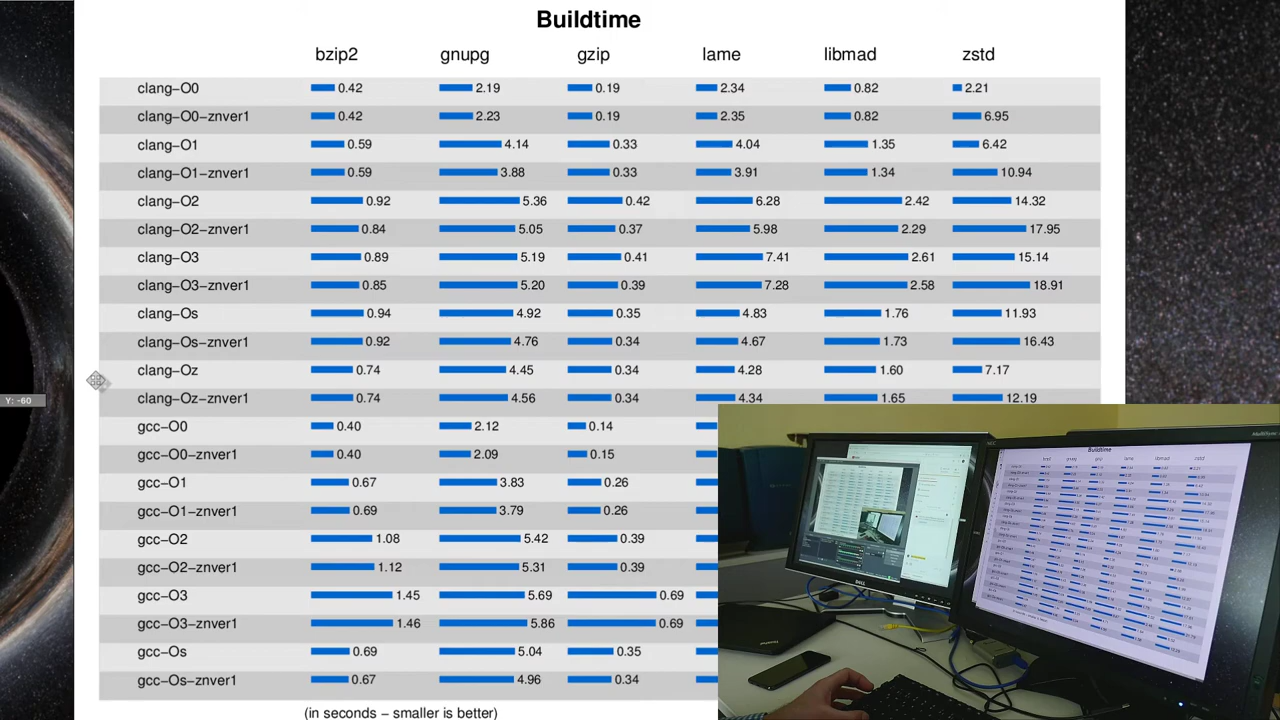 Buildtime
bzip2 gnupg gzip lame libmad zstd
clang-O0 0.42 2.19 0.19 2.34 0.82 2.21
clang-O0-znver1 0.42 2.23 0.19 2.35 0.82 6.95
clang-O1 0.59 4.14 0.33 4.04 1.35 6.42
clang-O1-znver1 0.59 3.88 0.33 3.91 1.34 10.94
clang-O2 0.92 5.36 0.42 6.28 2.42 14.32
clang-O2-znver1 0.84 5.05 0.37 5.98 2.29 17.95
clang-O3 0.89 5.19 0.41 7.41 2.61 15.14
clang-O3-znver1 0.85 5.20 0.39 7.28 2.58 18.91
clang-Os 0.94 4.92 0.35 4.83 1.76 11.93
clang-Os-znver1 0.92 4.76 0.34 4.67 1.73 16.43
clang-Oz 0.74 4.45 0.34 4.28 1.60 7.17
clang-Oz-znver1 0.74 4.56 0.34 4.34 1.65 12.19
gcc-O0 0.40 2.12 0.14
gcc-O0-znver1 0.40 2.09 0.15
gcc-O1 0.67 3.83 0.26
gcc-O1-znver1 0.69 3.79 0.26
gcc-O2 1.08 5.42 0.39
gcc-O2-znver1 1.12 5.31 0.39
gcc-O3 1.45 5.69 0.69
gcc-O3-znver1 1.46 5.86 0.69
gcc-Os 0.69 5.04 0.35
gcc-Os-znver1 0.67 4.96 0.34
(in seconds – smaller is better)
Y: -60
Buildtime
DELL
NEC